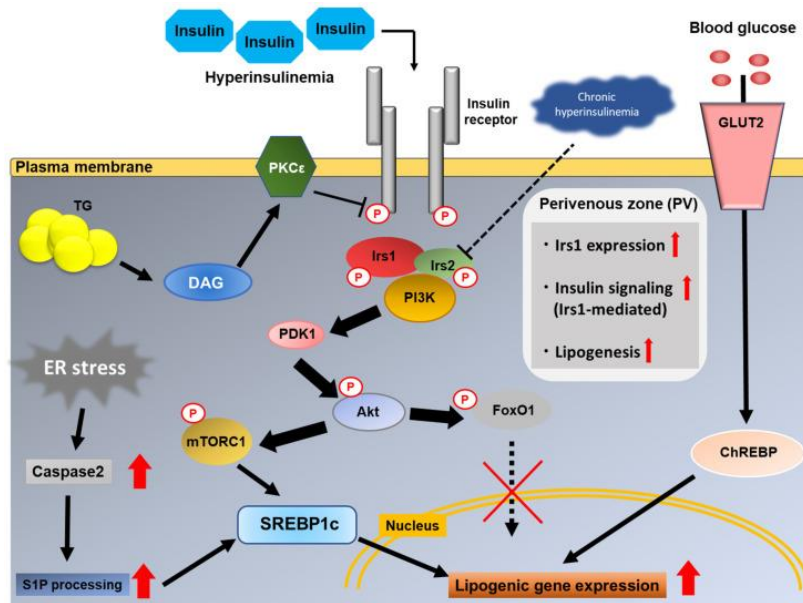 Insulin
Insulin
Insulin
Hyperinsulinemia
Insulin
receptor
Chronic
hyperinsulinemia
Blood glucose
GLUT2
Plasma membrane
PKCε
TG
DAG
P
P
Irs1
Irs2
P
P
PI3K
PDK1
Perivenous zone (PV)
· Irs1 expression
· Insulin signaling
(Irs1-mediated)
· Lipogenesis
ER stress
P
Akt
P
FoxO1
P
mTORC1
Caspase2
ChREBP
SREBP1c
Nucleus
S1P processing
Lipogenic gene expression